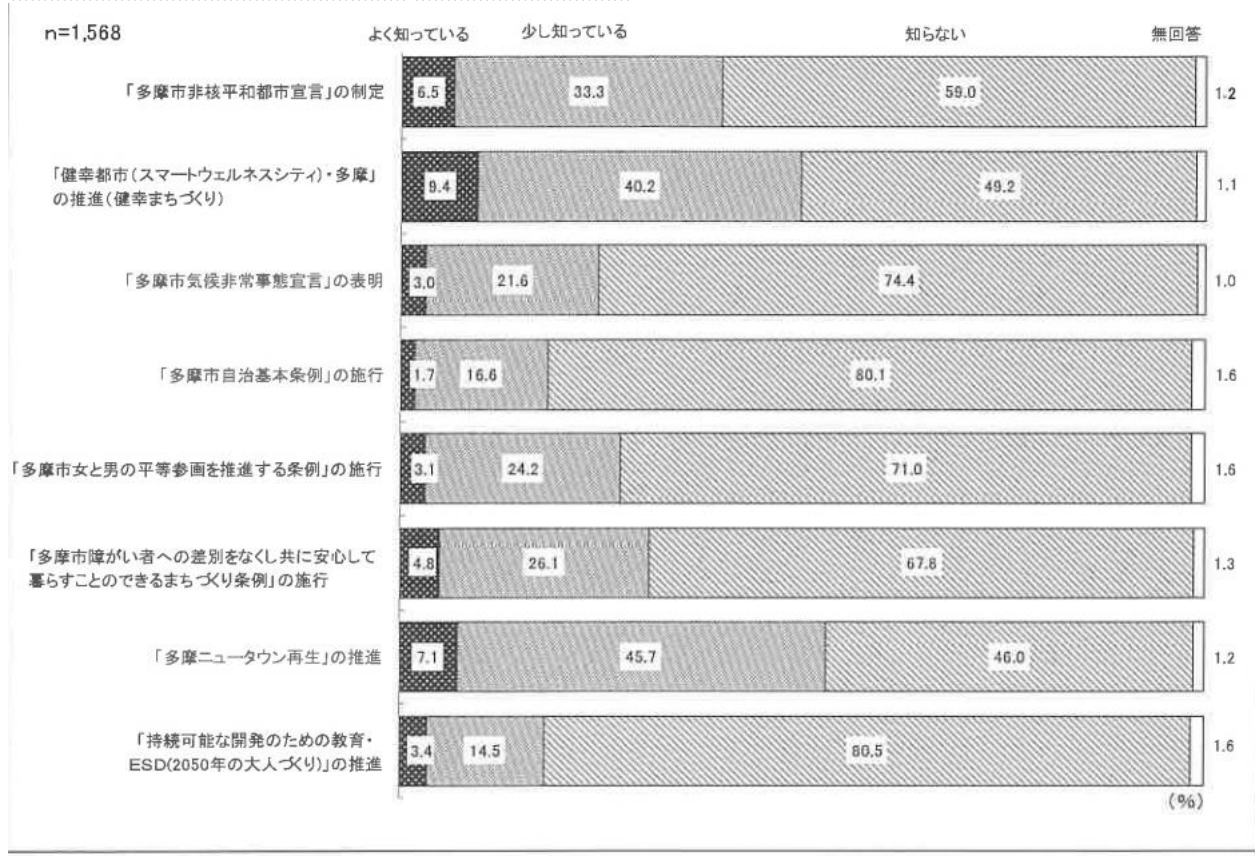 n=1,568
よく知っている 少し知っている 知らない 無回答
「多摩市非核平和都市宣言」の制定 6.5 33.3 59.0 1.2
「健幸都市(スマートウェルネスシティ)・多摩」
の推進(健幸まちづくり) 9.4 40.2 49.2 1.1
「多摩市気候非常事態宣言」の表明 3.0 21.6 74.4 1.0
「多摩市自治基本条例」の施行 1.7 16.6 80.1 1.6
「多摩市女と男の平等参画を推進する条例」の施行 3.1 24.2 71.0 1.6
「多摩市障がい者への差別をなくし共に安心して
暮らすことのできるまちづくり条例」の施行 4.8 26.1 67.8 1.3
「多摩ニュータウン再生」の推進 7.1 45.7 46.0 1.2
「持続可能な開発のための教育・
ESD(2050年の大人づくり)」の推進 3.4 14.5 80.5 1.6
(%)